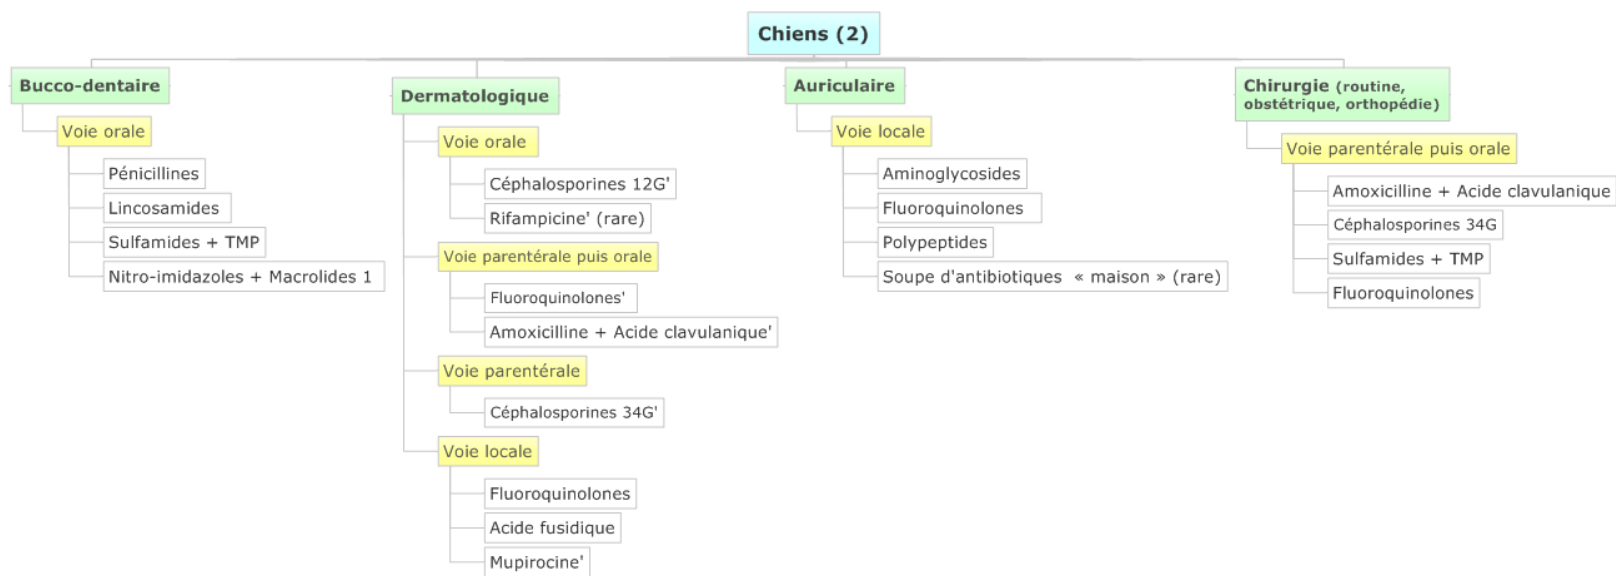 Chiens (2)
Bucco-dentaire
Voie orale
Pénicillines
Lincosamides
Sulfamides + TMP
Nitro-imidazoles + Macrolides 1
Dermatologique
Voie orale
Céphalosporines 12G'
Rifampicine' (rare)
Voie parentérale puis orale
Fluoroquinolones'
Amoxicilline + Acide clavulanique'
Voie parentérale
Céphalosporines 34G'
Voie locale
Fluoroquinolones
Acide fusidique
Mupirocine'
Auriculaire
Voie locale
Aminoglycosides
Fluoroquinolones
Polypeptides
Soupe d'antibiotiques « maison » (rare)
Chirurgie (routine,
obstétrique, orthopédie)
Voie parentérale puis orale
Amoxicilline + Acide clavulanique
Céphalosporines 34G
Sulfamides + TMP
Fluoroquinolones